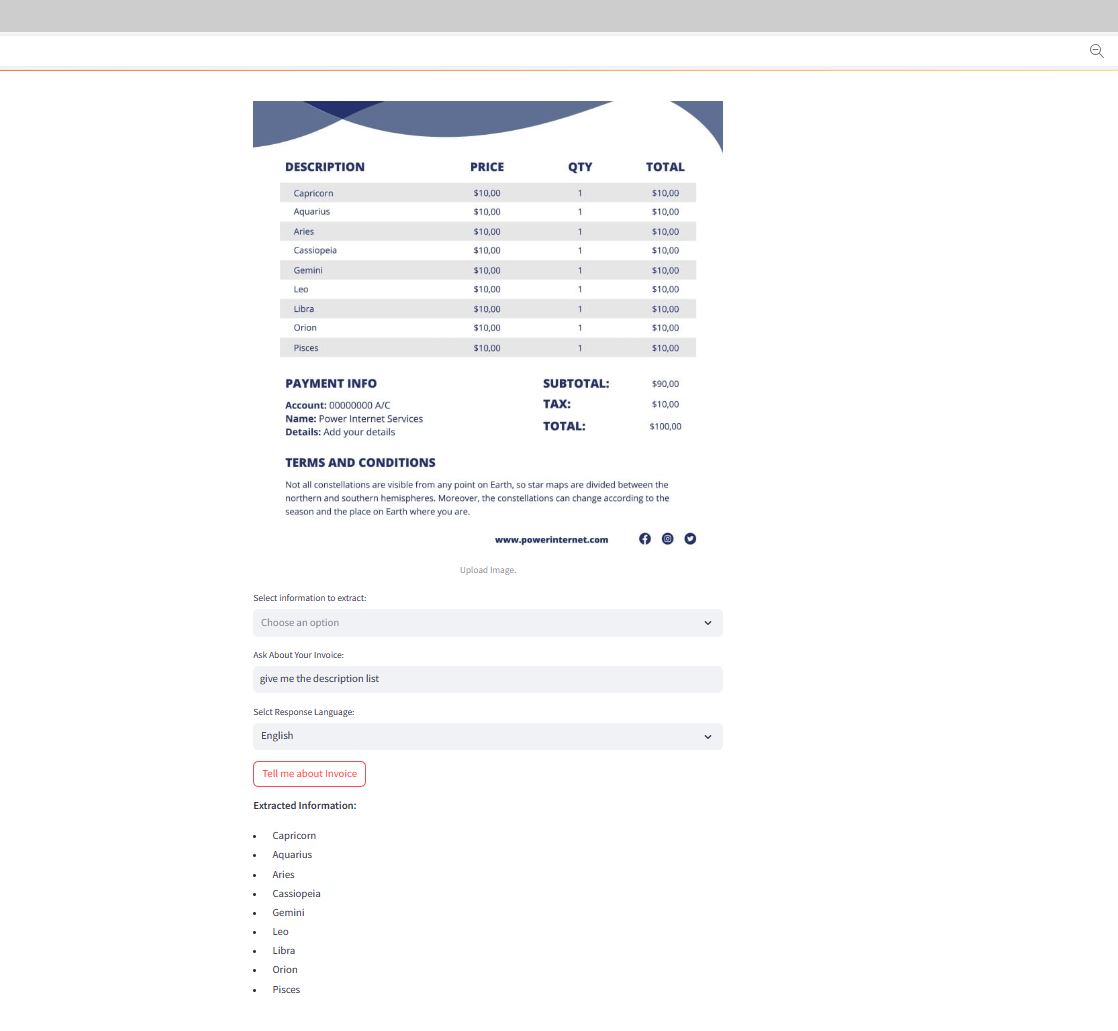 DESCRIPTION PRICE QTY TOTAL
Capricorn $10,00 1 $10,00
Aquarius $10,00 1 $10,00
Aries $10,00 1 $10,00
Cassiopeia $10,00 1 $10,00
Gemini $10,00 1 $10,00
Leo $10,00 1 $10,00
Libra $10,00 1 $10,00
Orion $10,00 1 $10,00
Pisces $10,00 1 $10,00
PAYMENT INFO
Account: 00000000 A/C
Name: Power Internet Services
Details: Add your details
SUBTOTAL: $90,00
TAX: $10,00
TOTAL: $100,00
TERMS AND CONDITIONS
Not all constellations are visible from any point on Earth, so star maps are divided between the
northern and southern hemispheres. Moreover, the constellations can change according to the
season and the place on Earth where you are.
www.powerinternet.com
Upload Image.
Select information to extract:
Choose an option
Ask About Your Invoice:
give me the description list
Selct Response Language:
English
Tell me about Invoice
Extracted Information:
• Capricorn
• Aquarius
• Aries
• Cassiopeia
• Gemini
• Leo
• Libra
• Orion
• Pisces